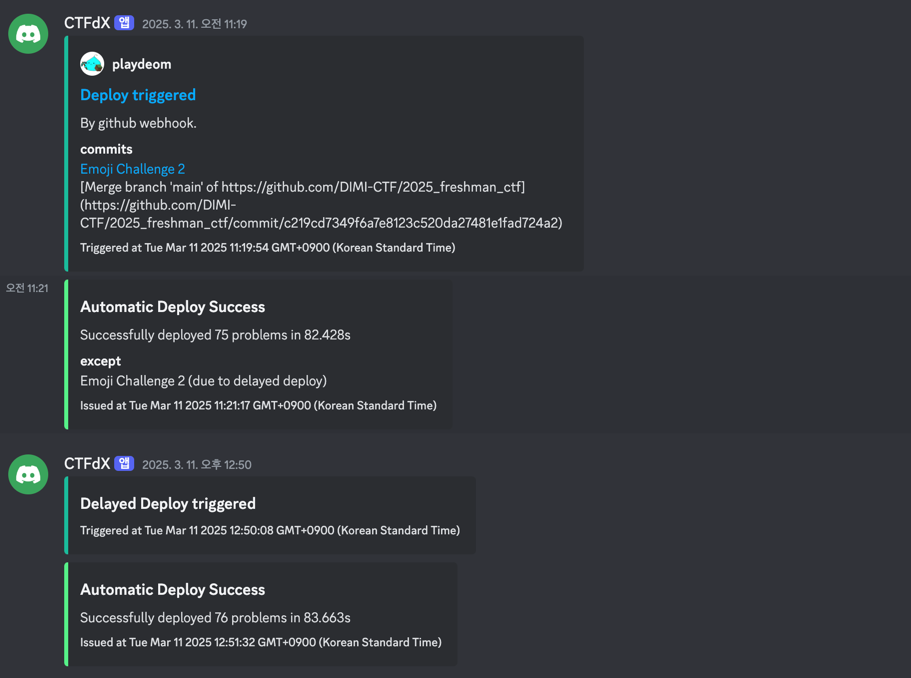 CTFdX 앱 2025. 3. 11. 오전 11:19
playdeom
Deploy triggered
By github webhook.
commits
Emoji Challenge 2
[Merge branch 'main' of https://github.com/DIMI-CTF/2025_freshman_ctf]
(https://github.com/DIMI-
CTF/2025_freshman_ctf/commit/c219cd7349f6a7e8123c520da27481e1fad724a2)
Triggered at Tue Mar 11 2025 11:19:54 GMT+0900 (Korean Standard Time)
오전 11:21
Automatic Deploy Success
Successfully deployed 75 problems in 82.428s
except
Emoji Challenge 2 (due to delayed deploy)
Issued at Tue Mar 11 2025 11:21:17 GMT+0900 (Korean Standard Time)
CTFdX 앱 2025. 3. 11. 오후 12:50
Delayed Deploy triggered
Triggered at Tue Mar 11 2025 12:50:08 GMT+0900 (Korean Standard Time)
Automatic Deploy Success
Successfully deployed 76 problems in 83.663s
Issued at Tue Mar 11 2025 12:51:32 GMT+0900 (Korean Standard Time)